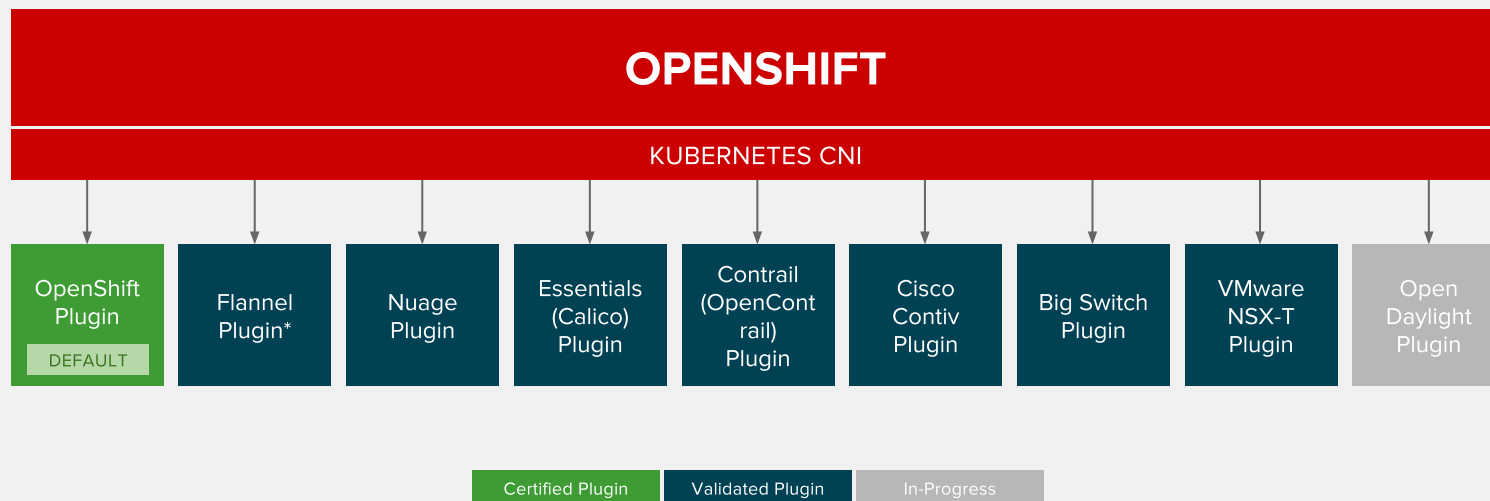 OPENSHIFT
KUBERNETES CNI
OpenShift
Plugin
DEFAULT
Flannel
Plugin*
Nuage
Plugin
Essentials
(Calico)
Plugin
Contrail
(OpenCont
rail)
Plugin
Cisco
Contiv
Plugin
Big Switch
Plugin
VMware
NSX-T
Plugin
Open
Daylight
Plugin
Certified Plugin
Validated Plugin
In-Progress